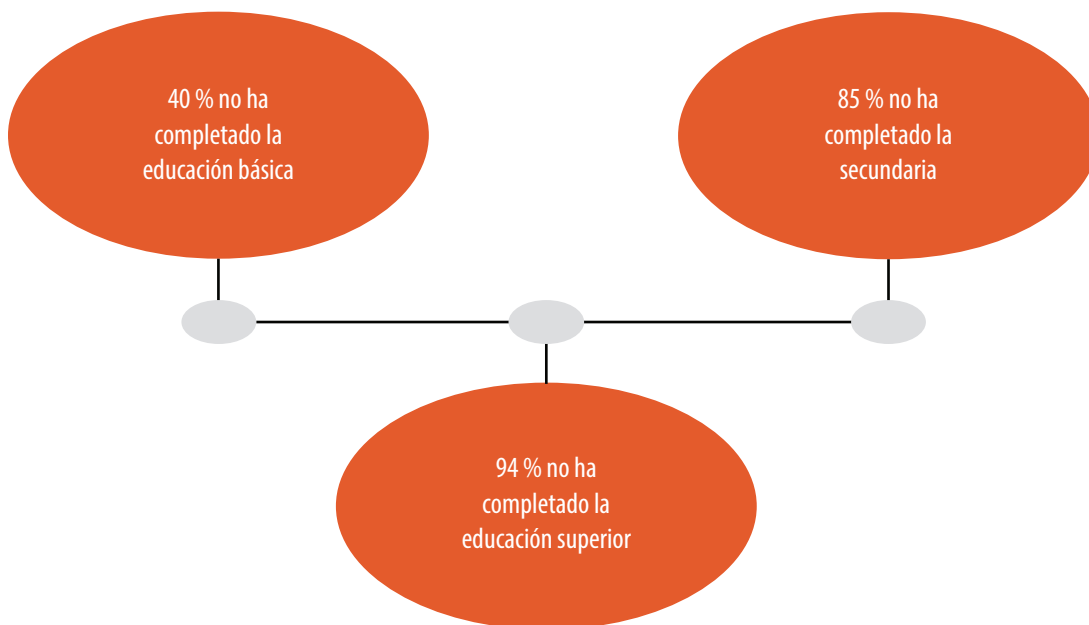 40 % no ha
completado la
educación básica
85 % no ha
completado la
secundaria
94 % no ha
completado la
educación superior